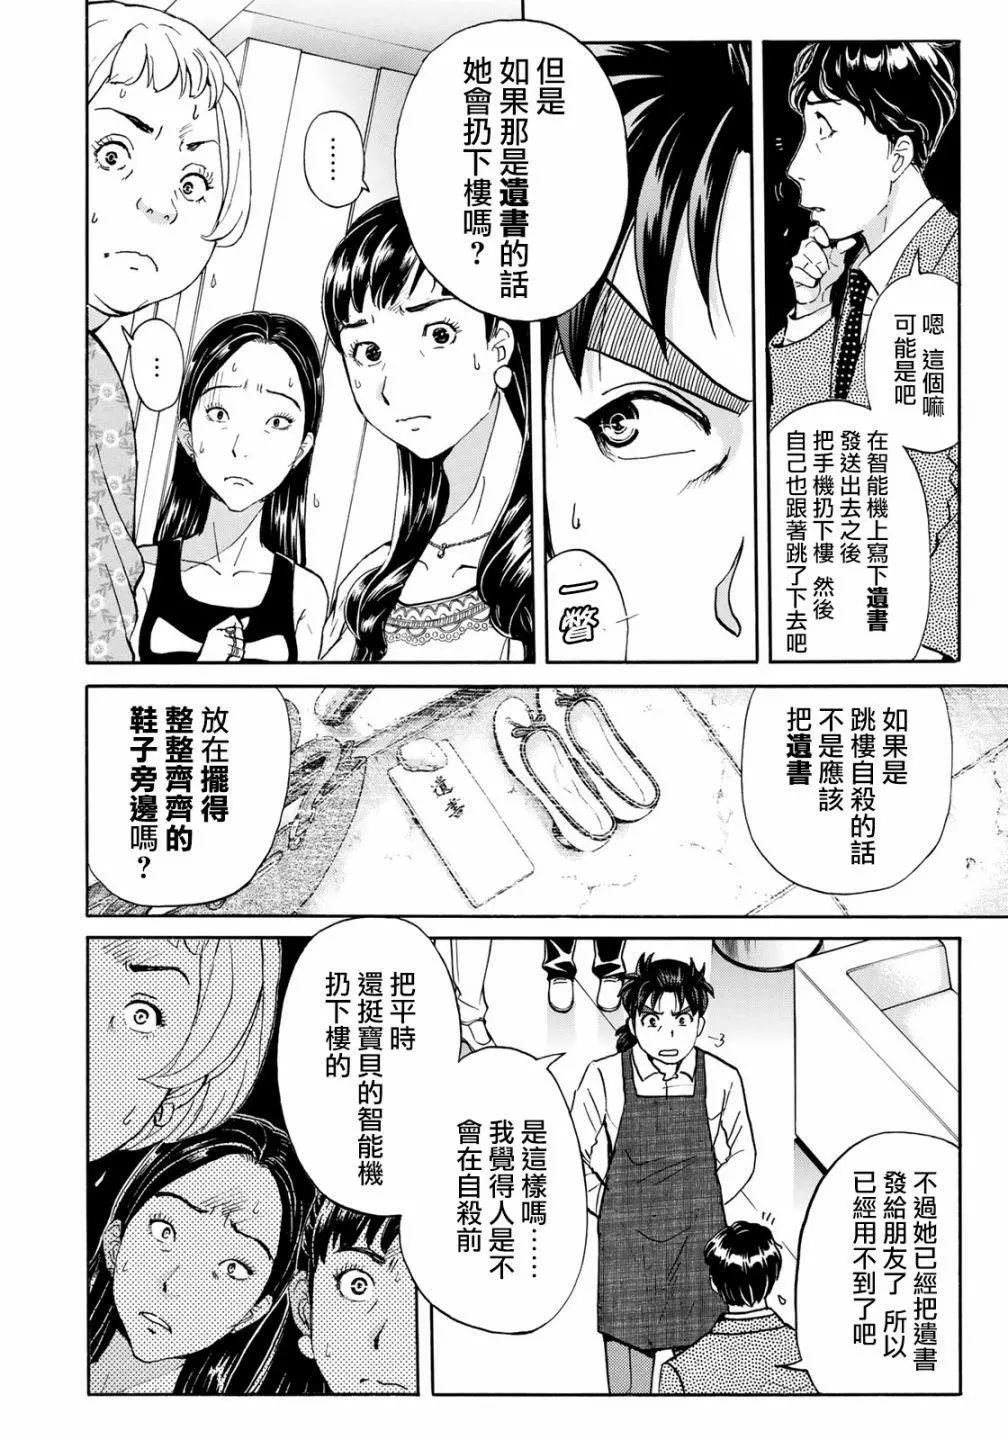 嗯 這個嘛
可能是吧
在智能機上寫下遺書
發送出去之後
把手機扔下樓 然後
自己也跟著跳了下去吧
但是
如果那是遺書的話
她會扔下樓嗎？
一瞥
……
…
如果是
跳樓自殺的話
不是應該
把遺書
遺書
放在擺得
整整齊齊的
鞋子旁邊嗎？
不過她已經把遺書
發給朋友了 所以
已經用不到了吧
是這樣嗎……
我覺得人是不
會在自殺前
把平時
還挺寶貝的智能機
扔下樓的